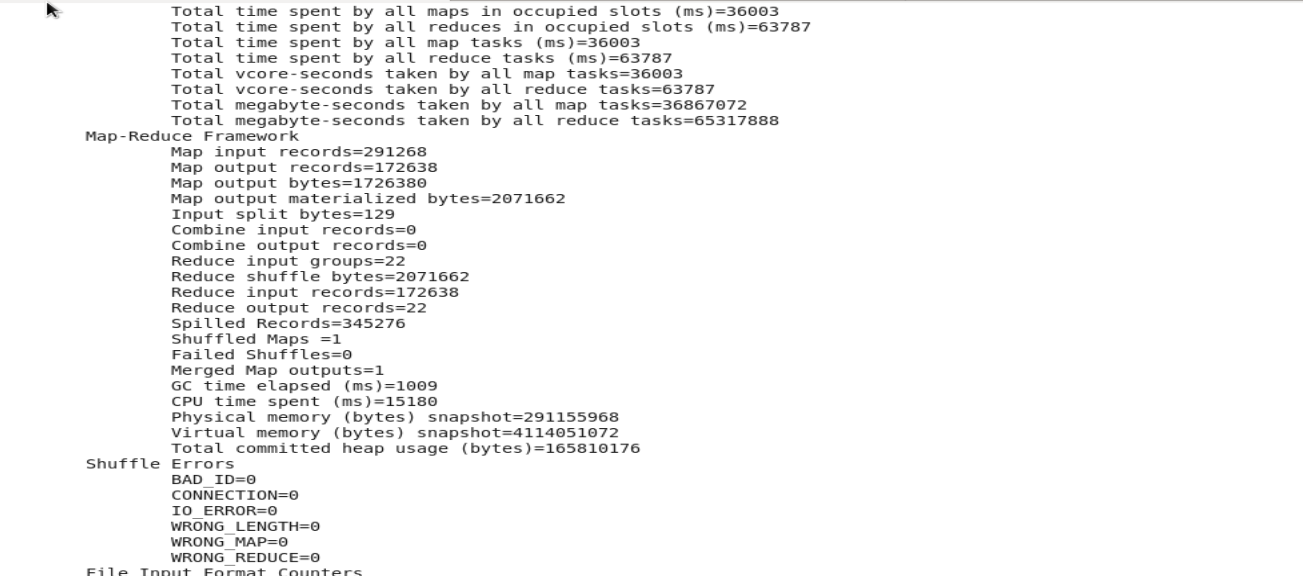 Total time spent by all maps in occupied slots (ms)=36003
Total time spent by all reduces in occupied slots (ms)=63787
Total time spent by all map tasks (ms)=36003
Total time spent by all reduce tasks (ms)=63787
Total vcore-seconds taken by all map tasks=36003
Total vcore-seconds taken by all reduce tasks=63787
Total megabyte-seconds taken by all map tasks=36867072
Total megabyte-seconds taken by all reduce tasks=65317888
Map-Reduce Framework
Map input records=291268
Map output records=172638
Map output bytes=1726380
Map output materialized bytes=2071662
Input split bytes=129
Combine input records=0
Combine output records=0
Reduce input groups=22
Reduce shuffle bytes=2071662
Reduce input records=172638
Reduce output records=22
Spilled Records=345276
Shuffled Maps =1
Failed Shuffles=0
Merged Map outputs=1
GC time elapsed (ms)=1009
CPU time spent (ms)=15180
Physical memory (bytes) snapshot=291155968
Virtual memory (bytes) snapshot=4114051072
Total committed heap usage (bytes)=165810176
Shuffle Errors
BAD_ID=0
CONNECTION=0
IO_ERROR=0
WRONG_LENGTH=0
WRONG_MAP=0
WRONG_REDUCE=0
File Input Format Counters